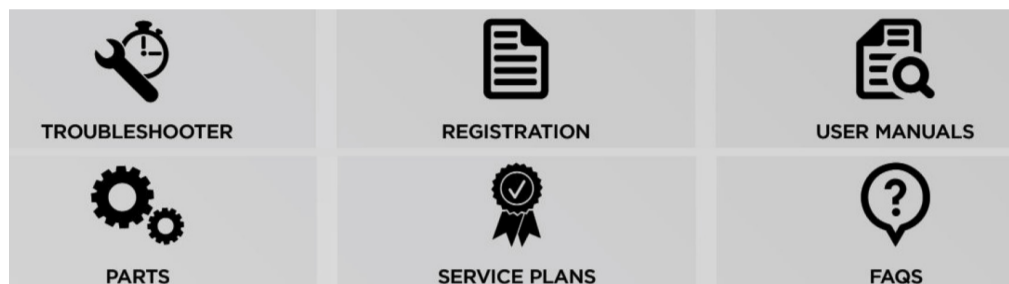 TROUBLESHOOTER
REGISTRATION
USER MANUALS
PARTS
SERVICE PLANS
FAQS